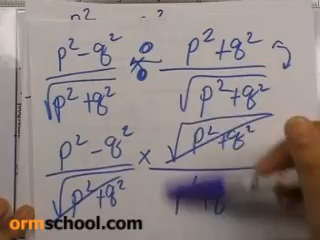 p² - q² / √(p² + q²) ÷ p² + q² / √(p² + q²)
p² - q² / √(p² + q²) × √(p² + q²) /
ormschool.com